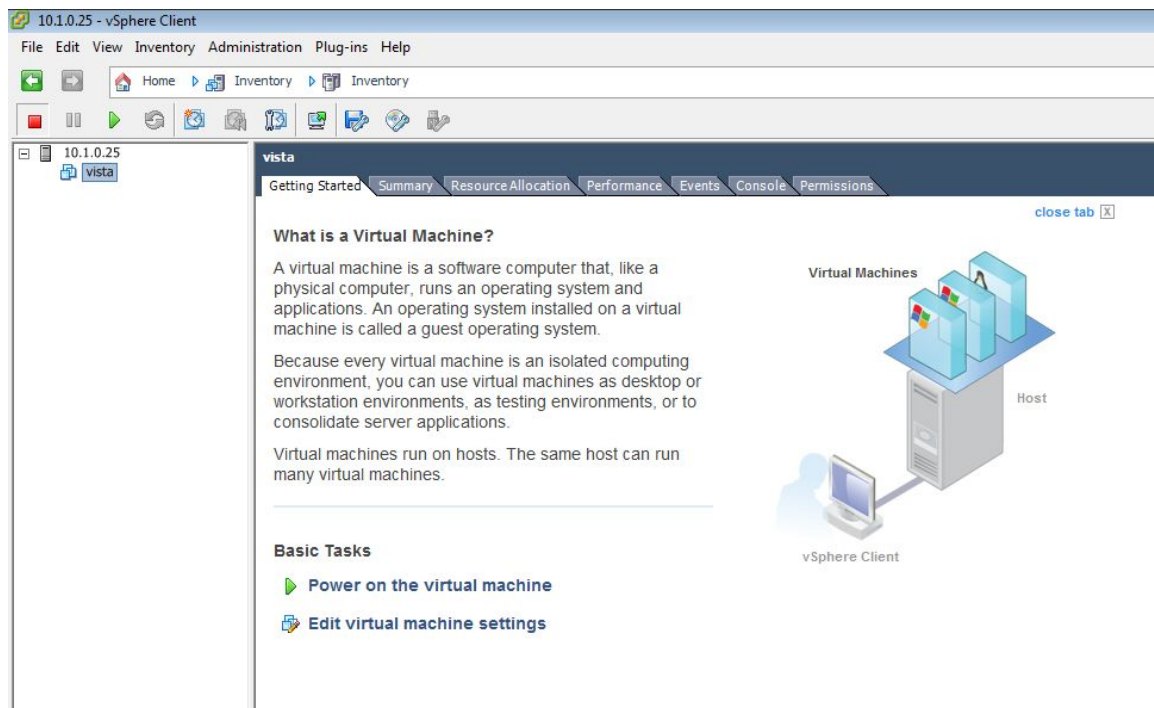 10.1.0.25 - vSphere Client
File Edit View Inventory Administration Plug-ins Help
Home Inventory Inventory
10.1.0.25
vista
vista
Getting Started Summary Resource Allocation Performance Events Console Permissions
close tab X
What is a Virtual Machine?
A virtual machine is a software computer that, like a
physical computer, runs an operating system and
applications. An operating system installed on a virtual
machine is called a guest operating system.
Because every virtual machine is an isolated computing
environment, you can use virtual machines as desktop or
workstation environments, as testing environments, or to
consolidate server applications.
Virtual machines run on hosts. The same host can run
many virtual machines.
Virtual Machines
Host
vSphere Client
Basic Tasks
Power on the virtual machine
Edit virtual machine settings